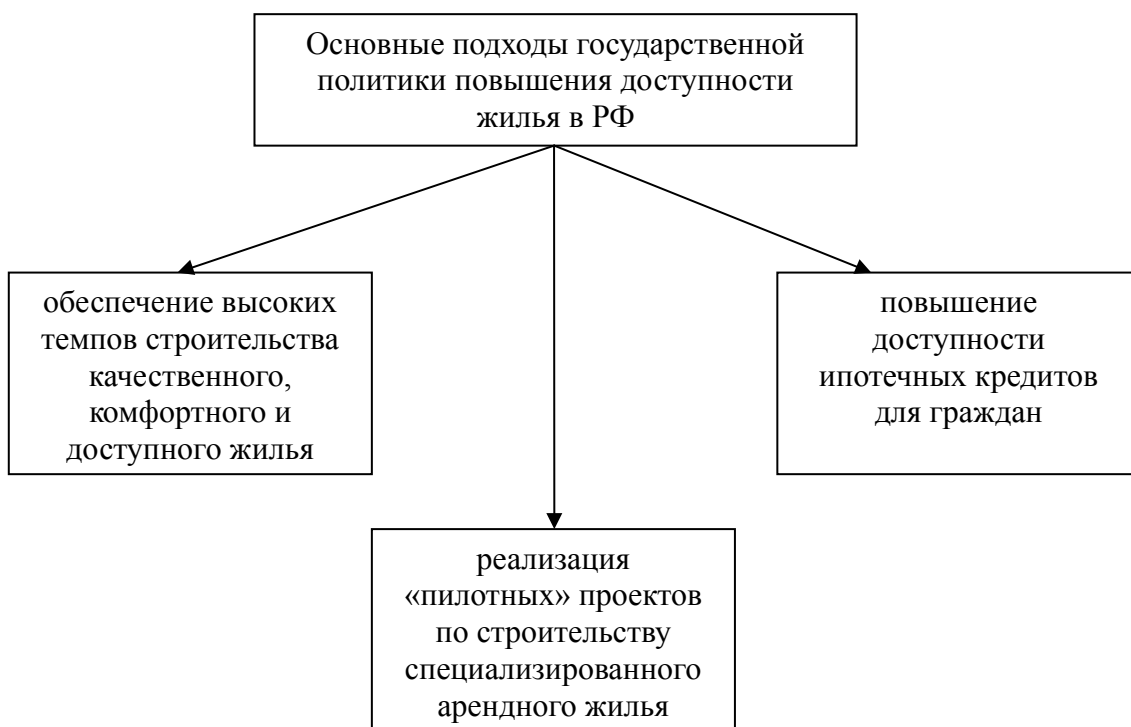 Основные подходы государственной
политики повышения доступности
жилья в РФ
обеспечение высоких
темпов строительства
качественного,
комфортного и
доступного жилья
повышение
доступности
ипотечных кредитов
для граждан
реализация
«пилотных» проектов
по строительству
специализированного
арендного жилья